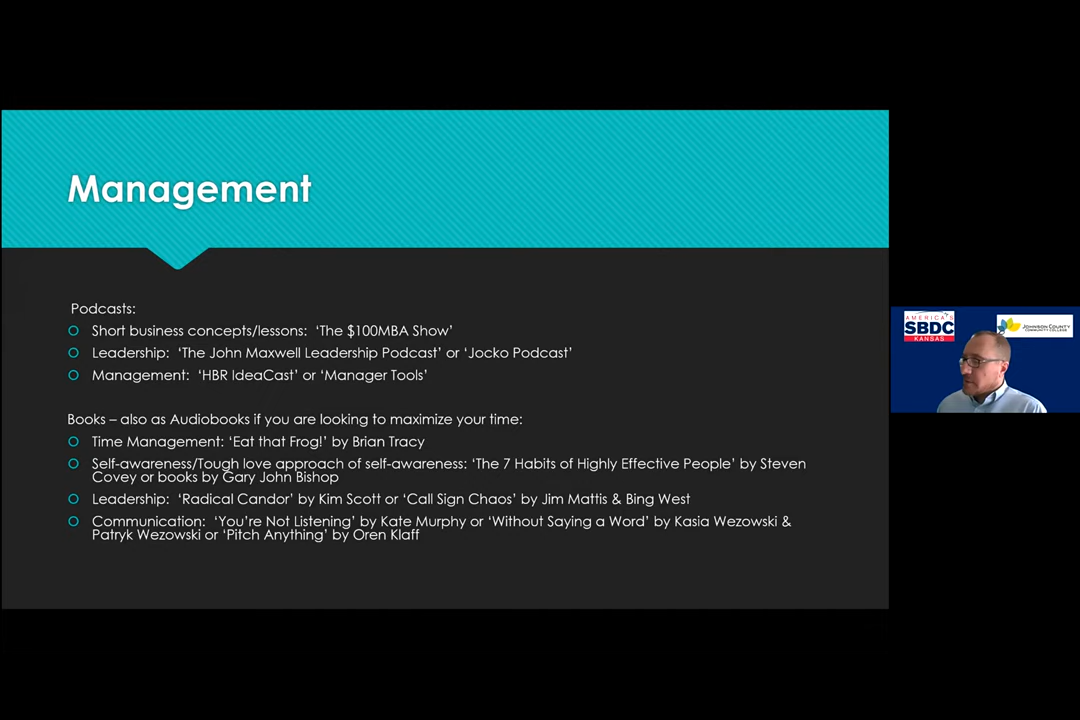 Management
Podcasts:
Short business concepts/lessons: ‘The $100MBA Show’
Leadership: ‘The John Maxwell Leadership Podcast’ or ‘Jocko Podcast’
Management: ‘HBR IdeaCast’ or ‘Manager Tools’
Books – also as Audiobooks if you are looking to maximize your time:
Time Management: ‘Eat that Frog!’ by Brian Tracy
Self-awareness/Tough love approach of self-awareness: ‘The 7 Habits of Highly Effective People’ by Steven
Covey or books by Gary John Bishop
Leadership: ‘Radical Candor’ by Kim Scott or ‘Call Sign Chaos’ by Jim Mattis & Bing West
Communication: ‘You’re Not Listening’ by Kate Murphy or ‘Without Saying a Word’ by Kasia Wezowski &
Patryk Wezowski or ‘Pitch Anything’ by Oren Klaff
AMERICA'S
SBDC
KANSAS
JOHNSON COUNTY
COMMUNITY COLLEGE